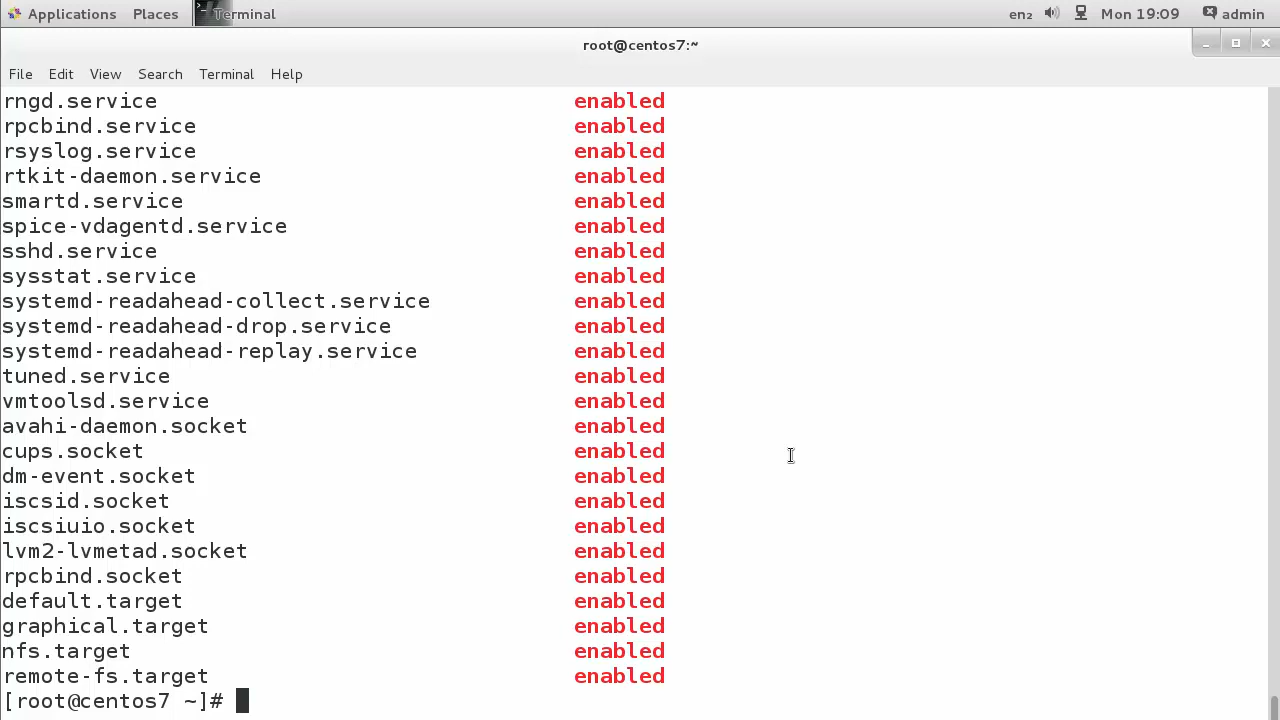 Applications Places Terminal en₂ Mon 19:09 admin
root@centos7:~
File Edit View Search Terminal Help
rngd.service enabled
rpcbind.service enabled
rsyslog.service enabled
rtkit-daemon.service enabled
smartd.service enabled
spice-vdagentd.service enabled
sshd.service enabled
sysstat.service enabled
systemd-readahead-collect.service enabled
systemd-readahead-drop.service enabled
systemd-readahead-replay.service enabled
tuned.service enabled
vmtoolsd.service enabled
avahi-daemon.socket enabled
cups.socket enabled
dm-event.socket enabled
iscsid.socket enabled
iscsiuio.socket enabled
lvm2-lvmetad.socket enabled
rpcbind.socket enabled
default.target enabled
graphical.target enabled
nfs.target enabled
remote-fs.target enabled
[root@centos7 ~]#